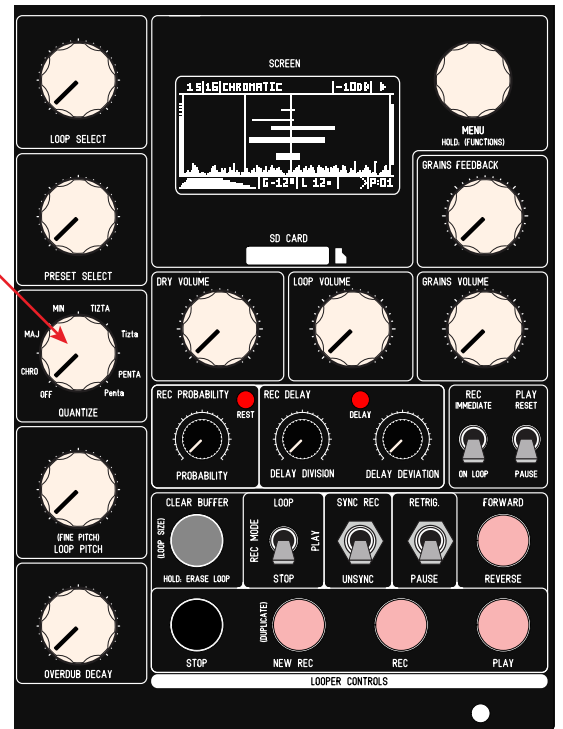 SCREEN
15|16|CHROMATIC
LOOP SELECT
MENU
HOLD: (FUNCTIONS)
GRAINS FEEDBACK
SD CARD
PRESET SELECT
DRY VOLUME
LOOP VOLUME
GRAINS VOLUME
MIN
TIZTA
MAJ
Tizta
CHRO
PENTA
OFF
Penta
QUANTIZE
REC PROBABILITY
REST
PROBABILITY
REC DELAY
DELAY
DELAY DIVISION
DELAY DEVIATION
REC
IMMEDIATE
PLAY
RESET
ON LOOP
PAUSE
(FINE PITCH)
LOOP PITCH
CLEAR BUFFER
(LOOP SIZE)
HOLD: ERASE LOOP
LOOP
REC MODE
PLAY
STOP
SYNC REC
UNSYNC
RETRIG.
PAUSE
FORWARD
REVERSE
OVERDUB DECAY
STOP
(DUPLICATE)
NEW REC
REC
PLAY
LOOPER CONTROLS